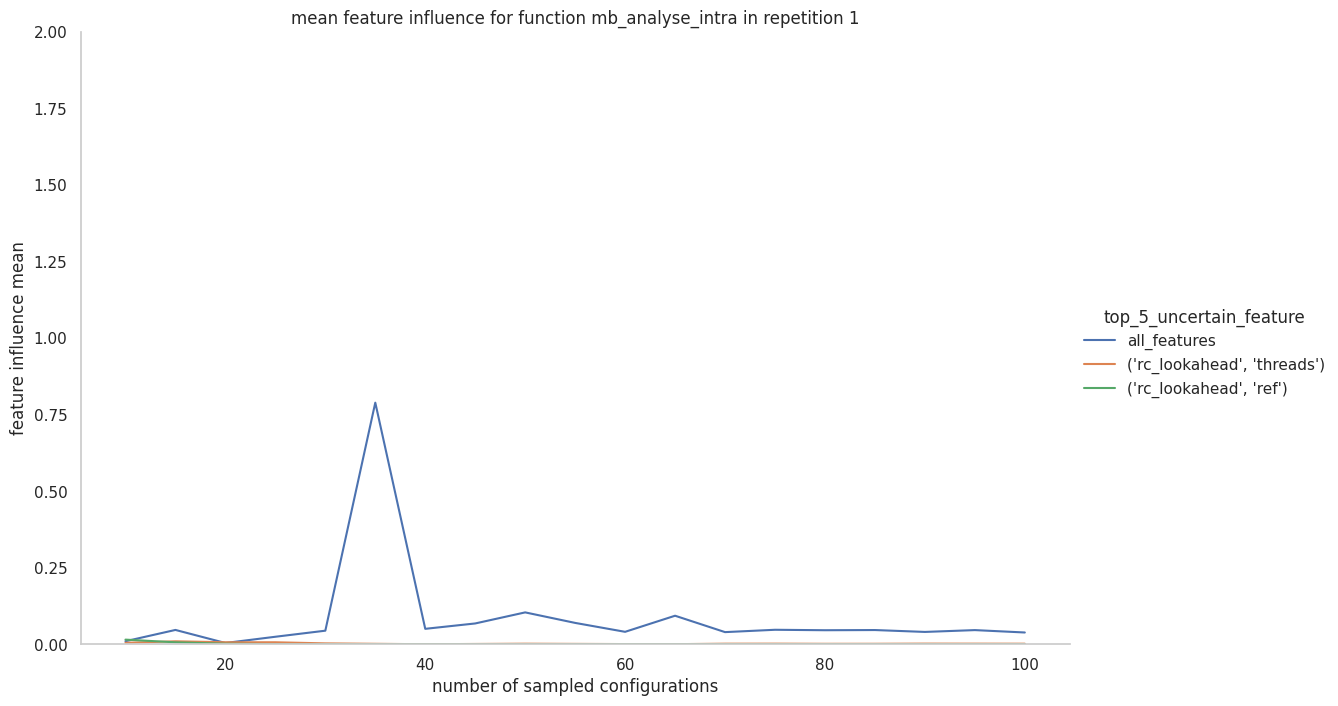 mean feature influence for function mb_analyse_intra in repetition 1
2.00
1.75
1.50
1.25
1.00
0.75
0.50
0.25
0.00
feature influence mean
20
40
60
80
100
number of sampled configurations
top_5_uncertain_feature
all_features
('rc_lookahead', 'threads')
('rc_lookahead', 'ref')